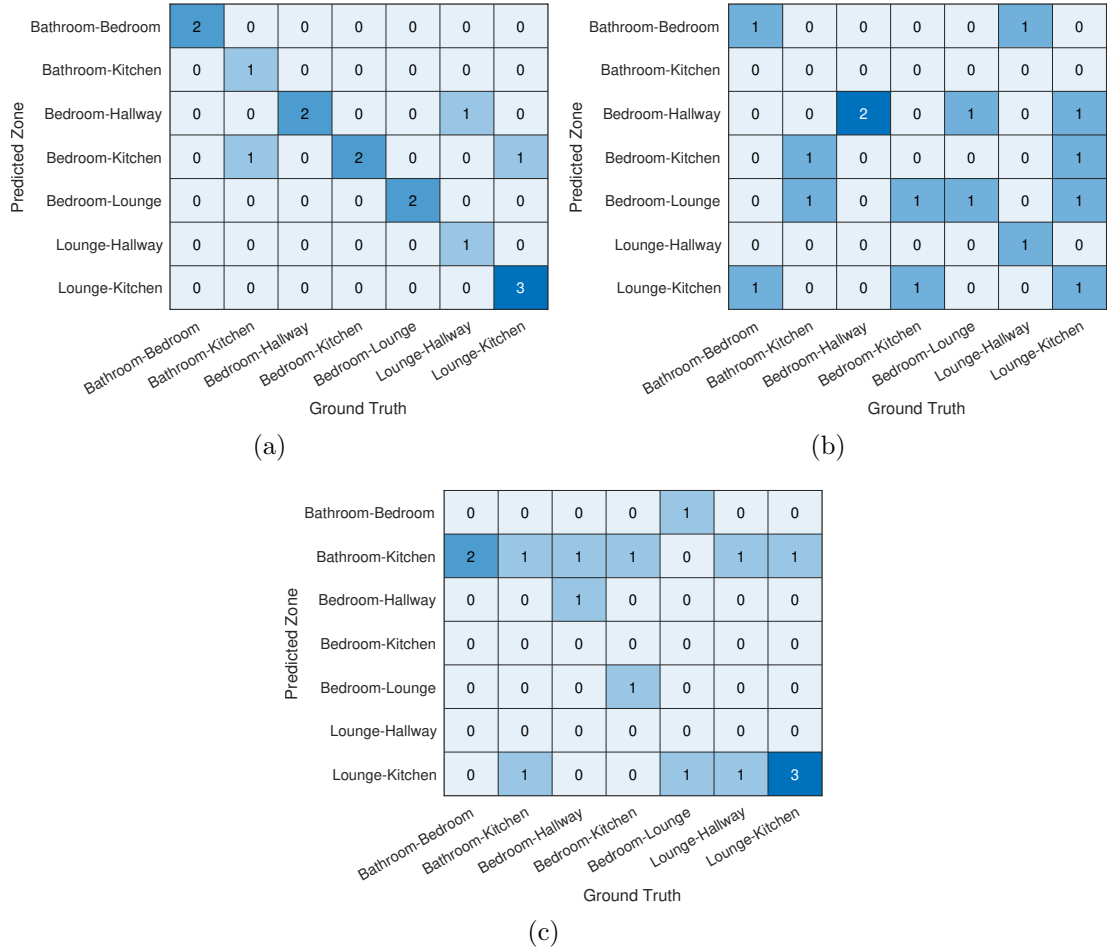 Predicted Zone
Bathroom-Bedroom 2 0 0 0 0 0 0
Bathroom-Kitchen 0 1 0 0 0 0 0
Bedroom-Hallway 0 0 2 0 0 1 0
Bedroom-Kitchen 0 1 0 2 0 0 1
Bedroom-Lounge 0 0 0 0 2 0 0
Lounge-Hallway 0 0 0 0 0 1 0
Lounge-Kitchen 0 0 0 0 0 0 3
Bathroom-Bedroom
Bathroom-Kitchen
Bedroom-Hallway
Bedroom-Kitchen
Bedroom-Lounge
Lounge-Hallway
Lounge-Kitchen
Ground Truth
(a)
Predicted Zone
Bathroom-Bedroom 1 0 0 0 0 1 0
Bathroom-Kitchen 0 0 0 0 0 0 0
Bedroom-Hallway 0 0 2 0 1 0 1
Bedroom-Kitchen 0 1 0 0 0 0 1
Bedroom-Lounge 0 1 0 1 1 0 1
Lounge-Hallway 0 0 0 0 0 1 0
Lounge-Kitchen 1 0 0 1 0 0 1
Bathroom-Bedroom
Bathroom-Kitchen
Bedroom-Hallway
Bedroom-Kitchen
Bedroom-Lounge
Lounge-Hallway
Lounge-Kitchen
Ground Truth
(b)
Predicted Zone
Bathroom-Bedroom 0 0 0 0 1 0 0
Bathroom-Kitchen 2 1 1 1 0 1 1
Bedroom-Hallway 0 0 1 0 0 0 0
Bedroom-Kitchen 0 0 0 0 0 0 0
Bedroom-Lounge 0 0 0 1 0 0 0
Lounge-Hallway 0 0 0 0 0 0 0
Lounge-Kitchen 0 1 0 0 1 1 3
Bathroom-Bedroom
Bathroom-Kitchen
Bedroom-Hallway
Bedroom-Kitchen
Bedroom-Lounge
Lounge-Hallway
Lounge-Kitchen
Ground Truth
(c)